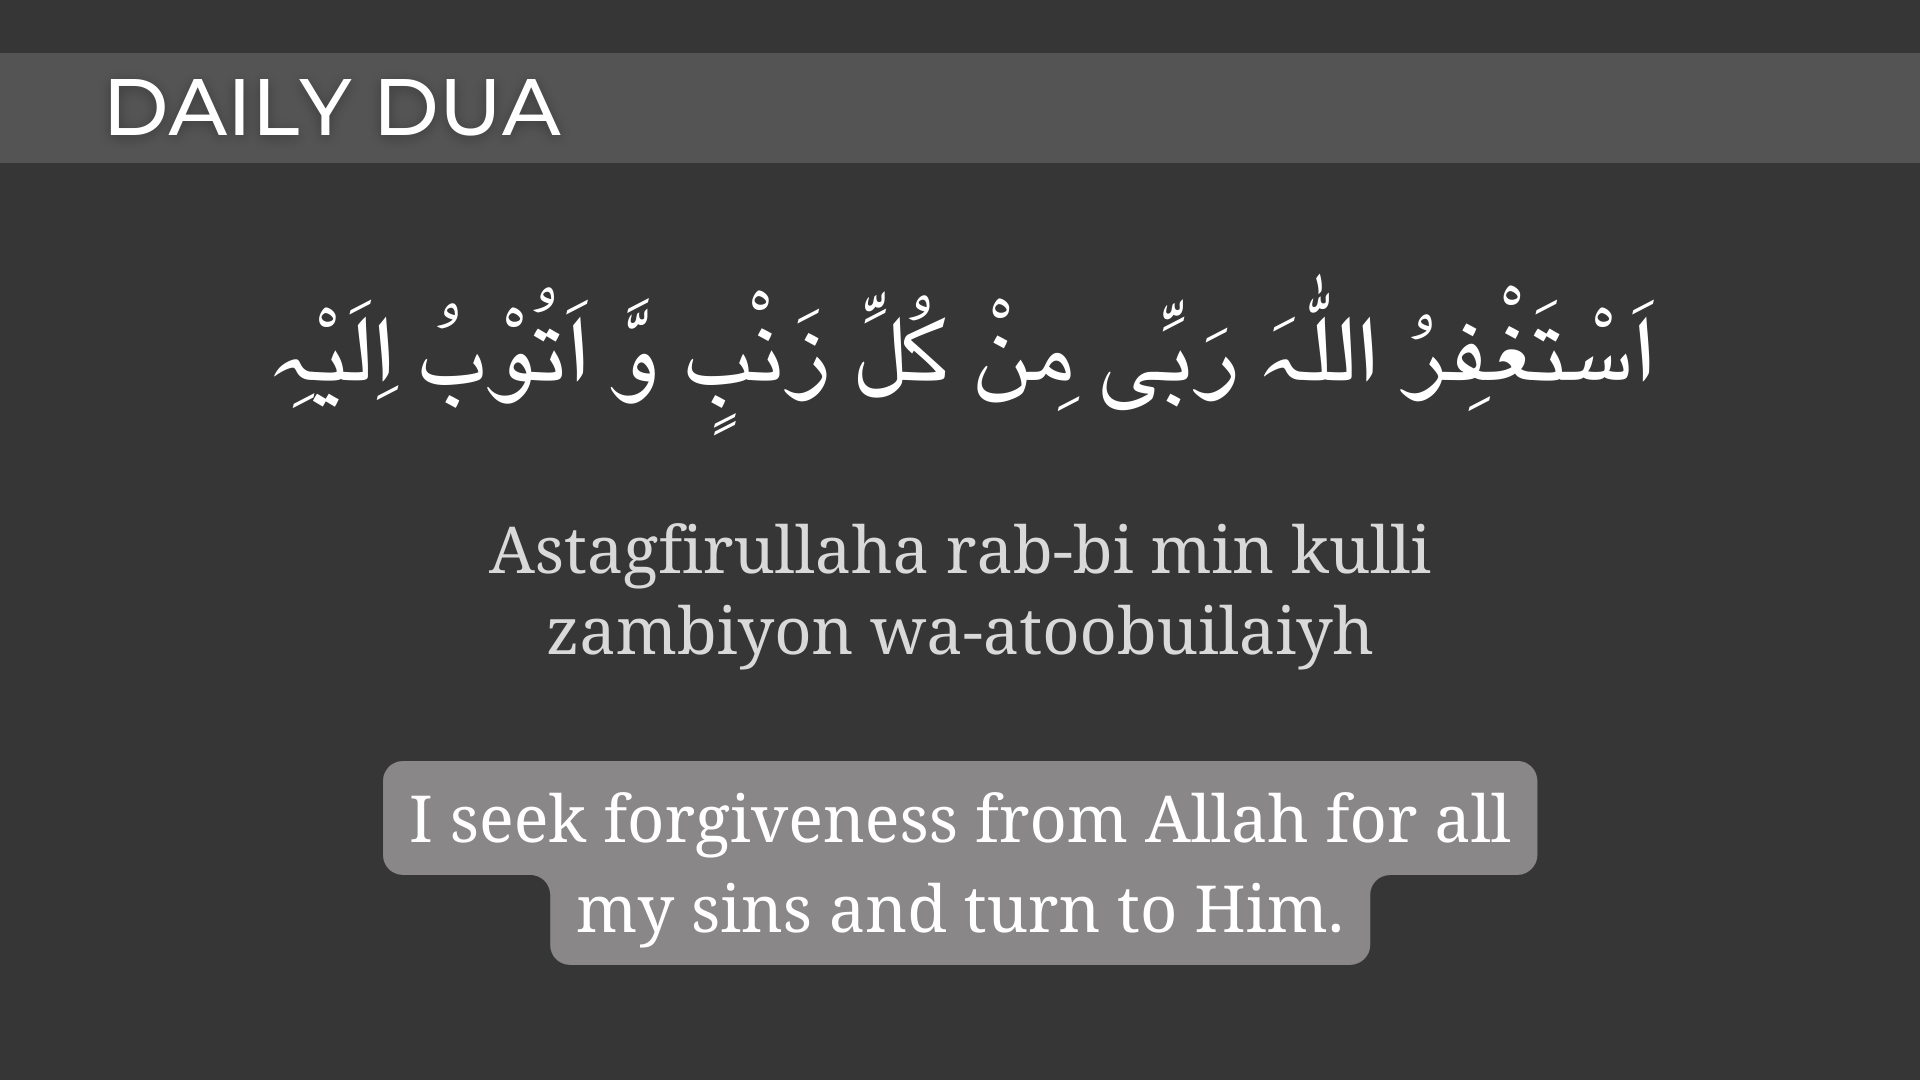 DAILY DUA
اَسْتَغْفِرُ اللّٰہَ رَبِّی مِنْ کُلِّ زَنْبٍ وَّ اَتُوْبُ اِلَیْہِ
Astagfirullaha rab-bi min kulli
zambiyon wa-atoobuilaiyh
I seek forgiveness from Allah for all
my sins and turn to Him.